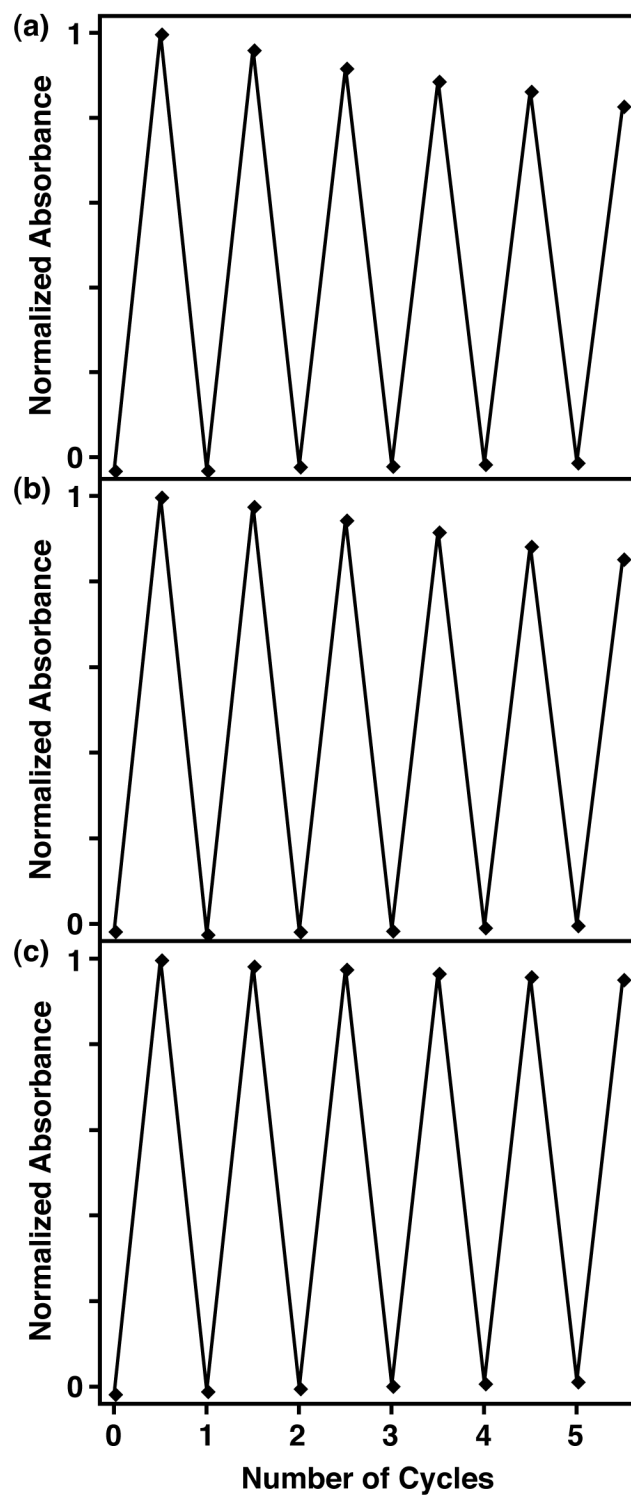 (a)
1
Normalized Absorbance
0
(b)
1
Normalized Absorbance
0
(c)
1
Normalized Absorbance
0
0 1 2 3 4 5
Number of Cycles